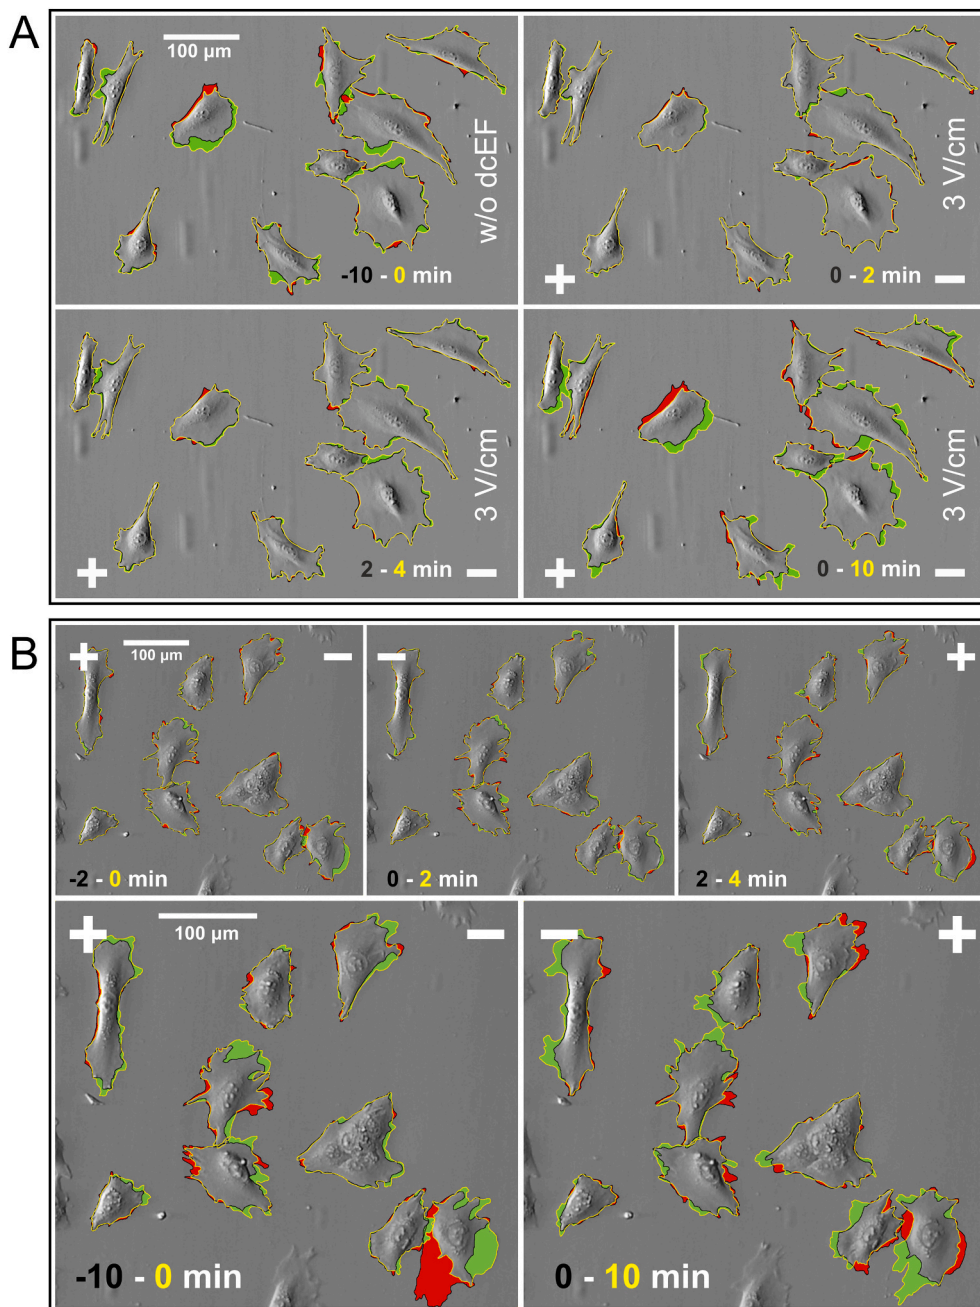 A
100 µm
w/o dcEF
-10 - 0 min
3 V/cm
+
0 - 2 min
−
3 V/cm
+
2 - 4 min
−
3 V/cm
+
0 - 10 min
−
B
+
100 µm
−
-2 - 0 min
−
0 - 2 min
+
2 - 4 min
+
100 µm
−
-10 - 0 min
−
+
0 - 10 min